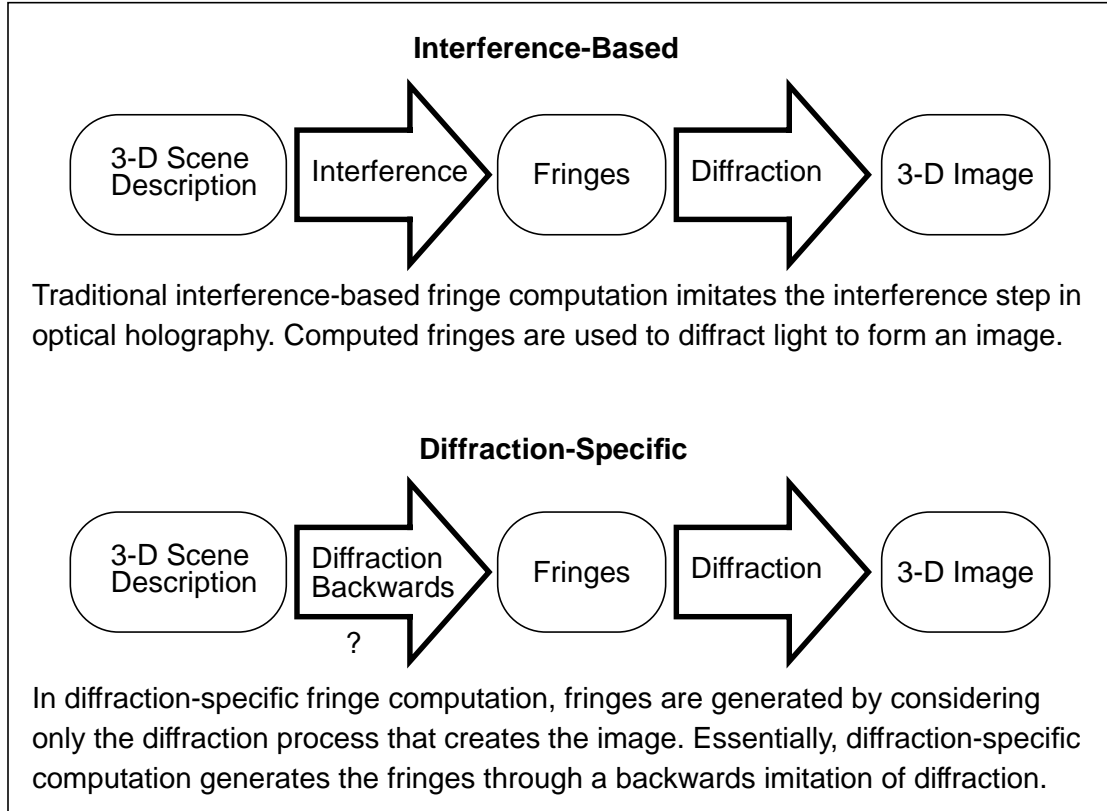 Interference-Based
3-D Scene
Description
Interference
Fringes
Diffraction
3-D Image
Traditional interference-based fringe computation imitates the interference step in
optical holography. Computed fringes are used to diffract light to form an image.
Diffraction-Specific
3-D Scene
Description
Diffraction
Backwards
?
Fringes
Diffraction
3-D Image
In diffraction-specific fringe computation, fringes are generated by considering
only the diffraction process that creates the image. Essentially, diffraction-specific
computation generates the fringes through a backwards imitation of diffraction.